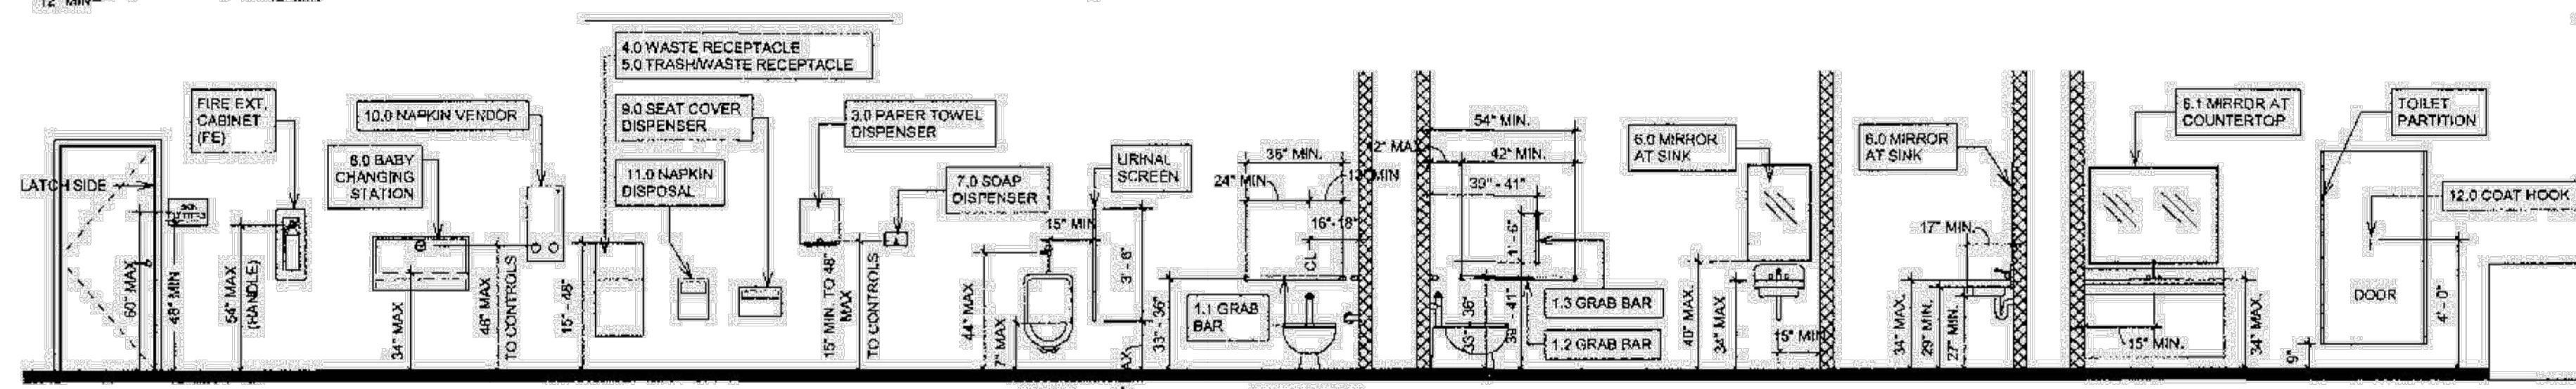 12" MIN
4.0 WASTE RECEPTACLE
5.0 TRASH/WASTE RECEPTACLE
FIRE EXT.
CABINET
(FE)
10.0 NAPKIN VENDOR
9.0 SEAT COVER
DISPENSER
3.0 PAPER TOWEL
DISPENSER
8.0 BABY
CHANGING
STATION
11.0 NAPKIN
DISPOSAL
7.0 SOAP
DISPENSER
URINAL
SCREEN
LATCH SIDE
60" MAX
48" MIN
54" MAX
(HANDLE)
34" MAX
48" MAX
TO CONTROLS
15" - 48"
15" MIN. TO 48"
MAX
TO CONTROLS
15" MIN
44" MAX
7" MAX
3' - 6"
33" - 36"
36" MIN.
24" MIN
12" MIN
16"-18"
CL
1.1 GRAB
BAR
12" MAX
54" MIN.
42" MIN.
39" - 41"
1' - 6"
33" - 36"
39" - 41"
1.3 GRAB BAR
1.2 GRAB BAR
6.0 MIRROR
AT SINK
40" MAX.
34" MAX.
15" MIN
6.0 MIRROR
AT SINK
17" MIN.
34" MAX.
29" MIN.
27" MIN.
6.1 MIRROR AT
COUNTERTOP
15" MIN.
34" MAX.
TOILET
PARTITION
12.0 COAT HOOK
DOOR
9"
4'- 0"